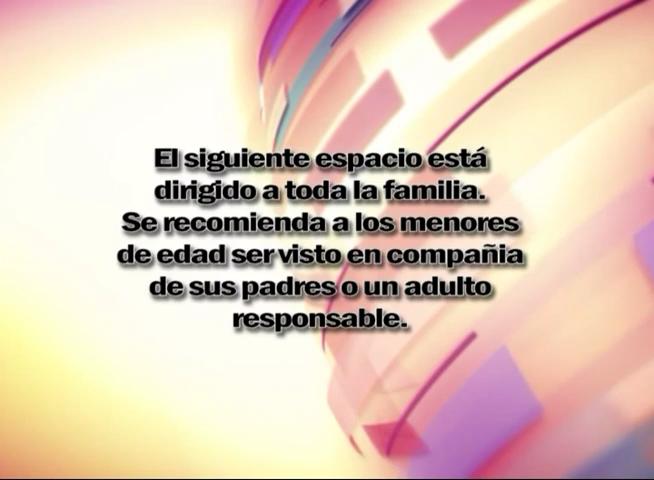 El siguiente espacio está
dirigido a toda la familia.
Se recomienda a los menores
de edad ser visto en compañia
de sus padres o un adulto
responsable.